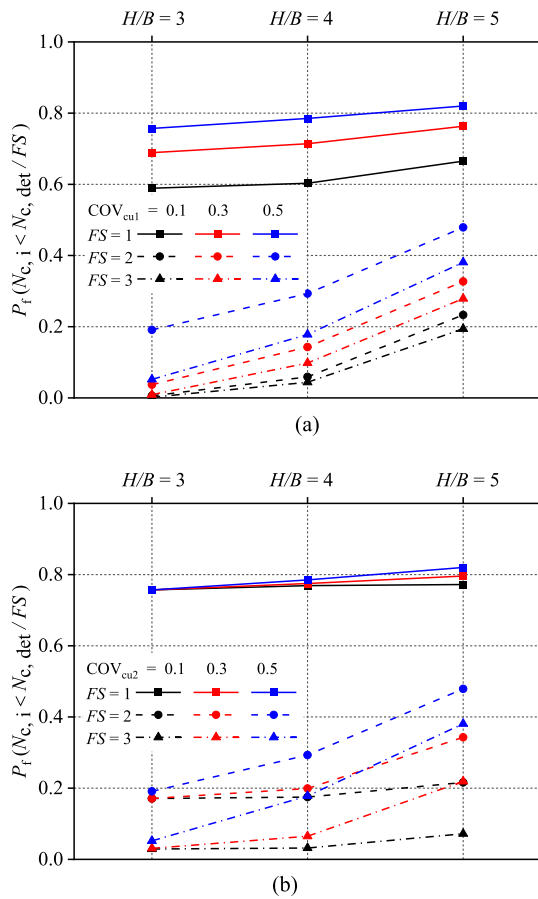 H/B = 3 H/B = 4 H/B = 5
1.0
0.8
0.6
0.4
0.2
0.0
P_f (N_c, i < N_c, det / FS)
COV_cu1 = 0.1 0.3 0.5
FS = 1
FS = 2
FS = 3
(a)
H/B = 3 H/B = 4 H/B = 5
1.0
0.8
0.6
0.4
0.2
0.0
P_f (N_c, i < N_c, det / FS)
COV_cu2 = 0.1 0.3 0.5
FS = 1
FS = 2
FS = 3
(b)